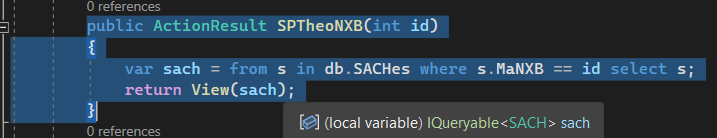 0 references
public ActionResult SPTheoNXB(int id)
{
var sach = from s in db.SACHes where s.MaNXB == id select s;
return View(sach);
}
(local variable) IQueryable<SACH> sach
0 references